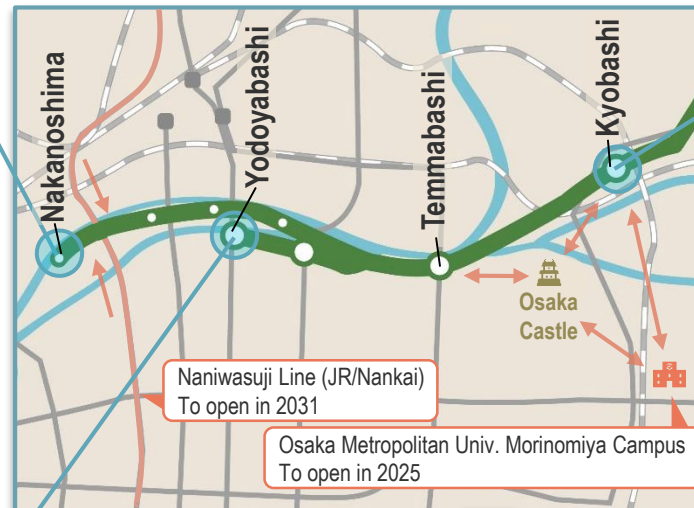 Nakanoshima
Yodoyabashi
Temmabashi
Kyobashi
Osaka
Castle
Naniwasuji Line (JR/Nankai)
To open in 2031
Osaka Metropolitan Univ. Morinomiya Campus
To open in 2025